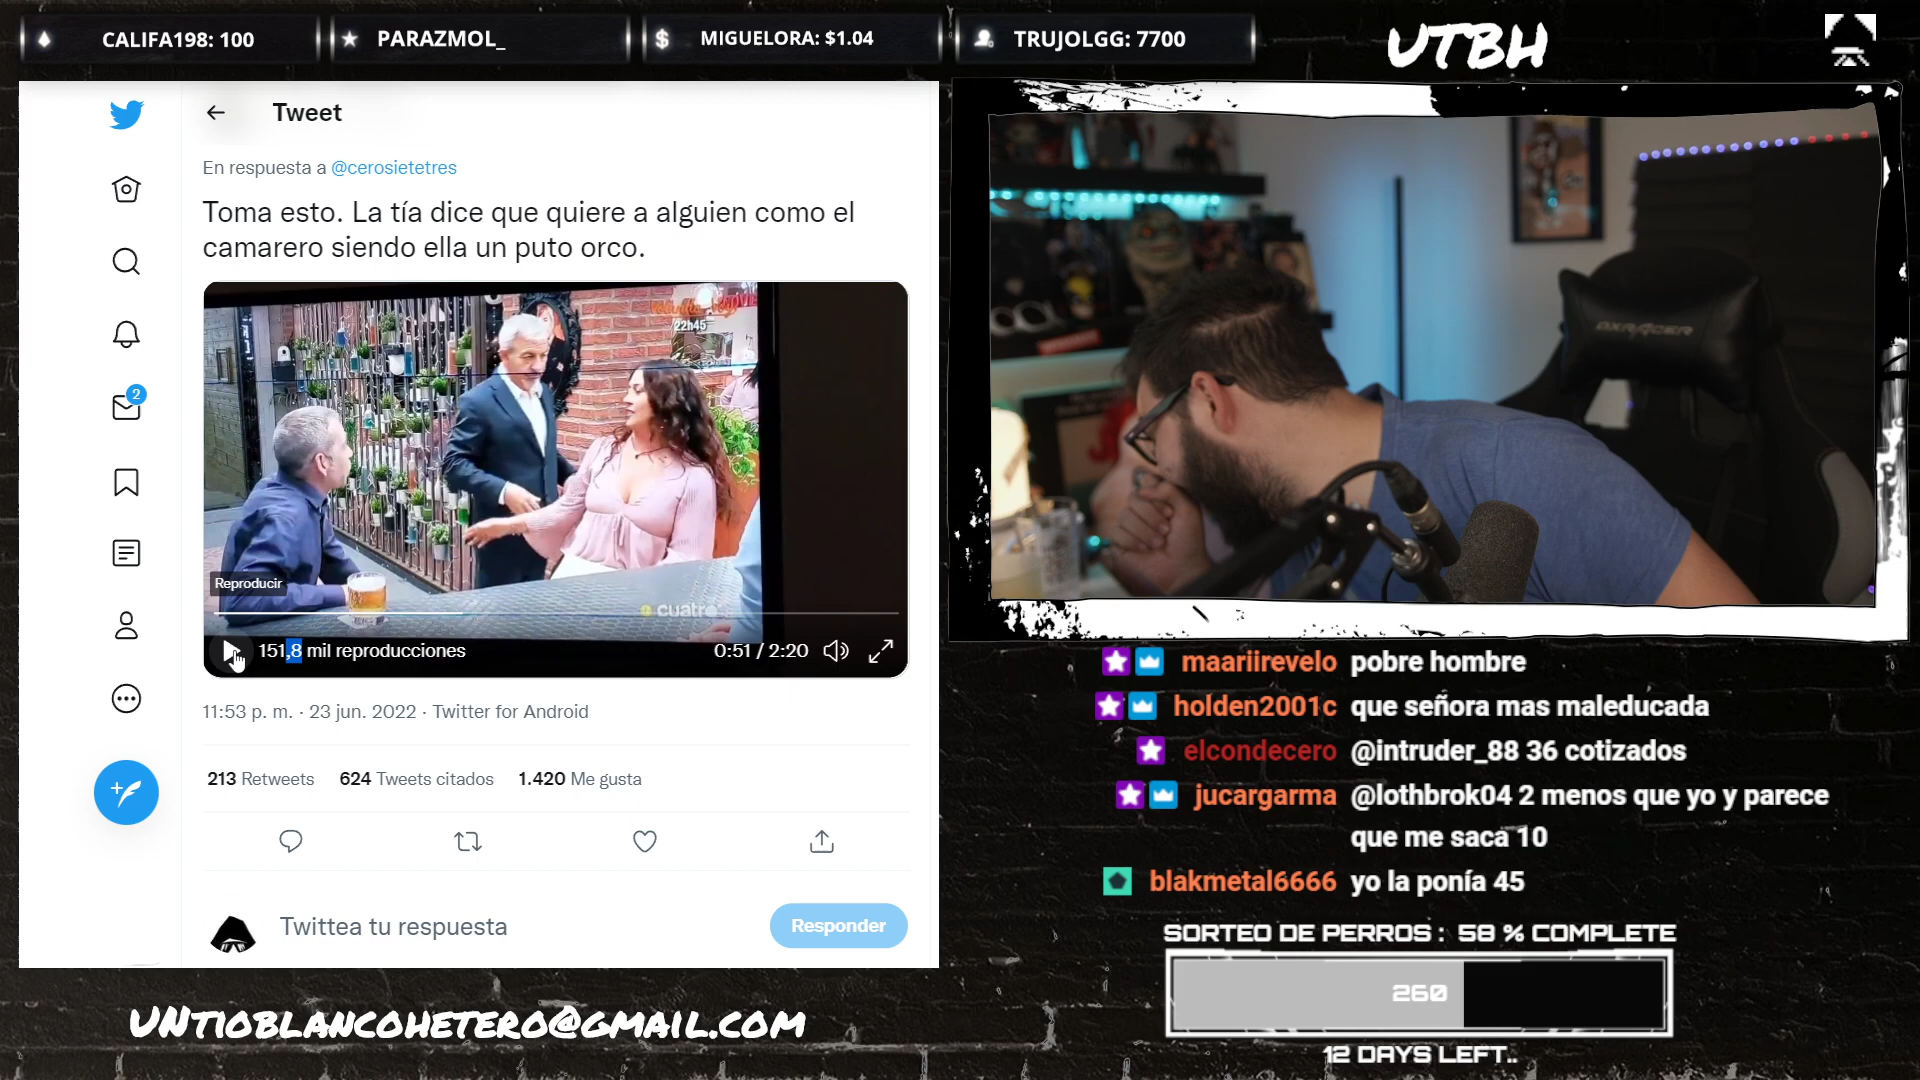 CALIFA198: 100
PARAZMOL_
MIGUELORA: $1.04
TRUJOLGG: 7700
UTBH
Tweet
En respuesta a @cerosietetres
Toma esto. La tía dice que quiere a alguien como el
camarero siendo ella un puto orco.
22h45
2
Reproducir
cuatro
151,8 mil reproducciones
0:51 / 2:20
11:53 p. m. · 23 jun. 2022 · Twitter for Android
213 Retweets 624 Tweets citados 1.420 Me gusta
Twittea tu respuesta
Responder
UNtioblancohetero@gmail.com
AKRACER
maariirevelo pobre hombre
holden2001c que señora mas maleducada
elcondecero @intruder_88 36 cotizados
jucargarma @lothbrok04 2 menos que yo y parece
que me saca 10
blakmetal6666 yo la ponía 45
SORTEO DE PERROS : 58 % COMPLETE
260
12 DAYS LEFT..